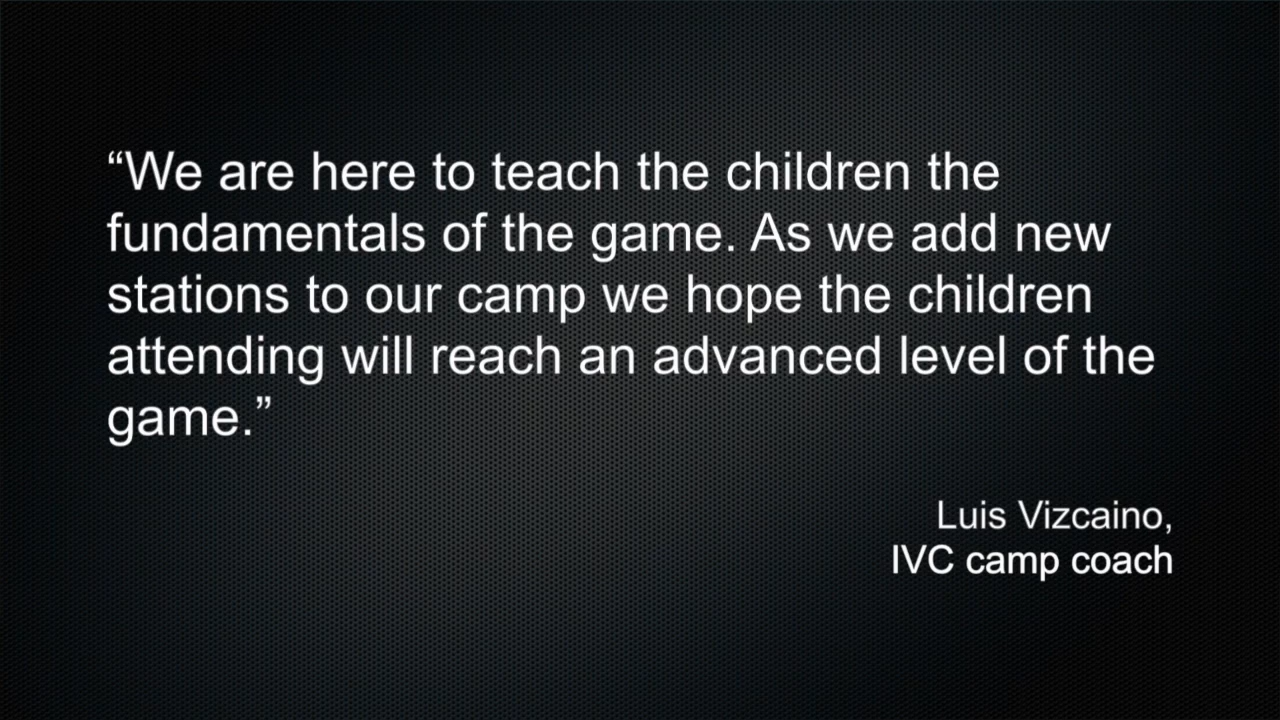 “We are here to teach the children the
fundamentals of the game. As we add new
stations to our camp we hope the children
attending will reach an advanced level of the
game.”
Luis Vizcaino,
IVC camp coach